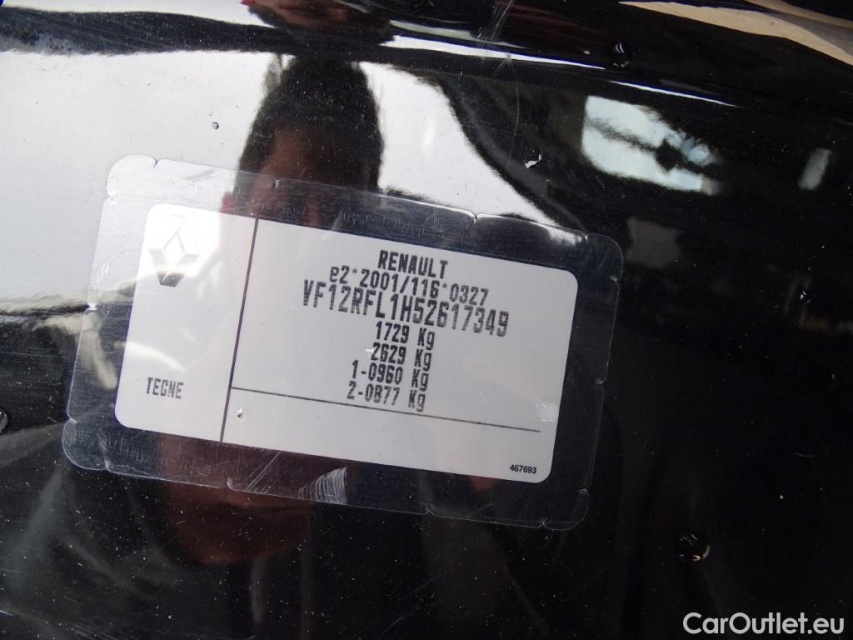 RENAULT
e2*2001/116*0327
VF12RFL1H52617349
1729 Kg
2629 Kg
1-0960 Kg
2-0877 Kg
TEGNE
467693
CarOutlet.eu